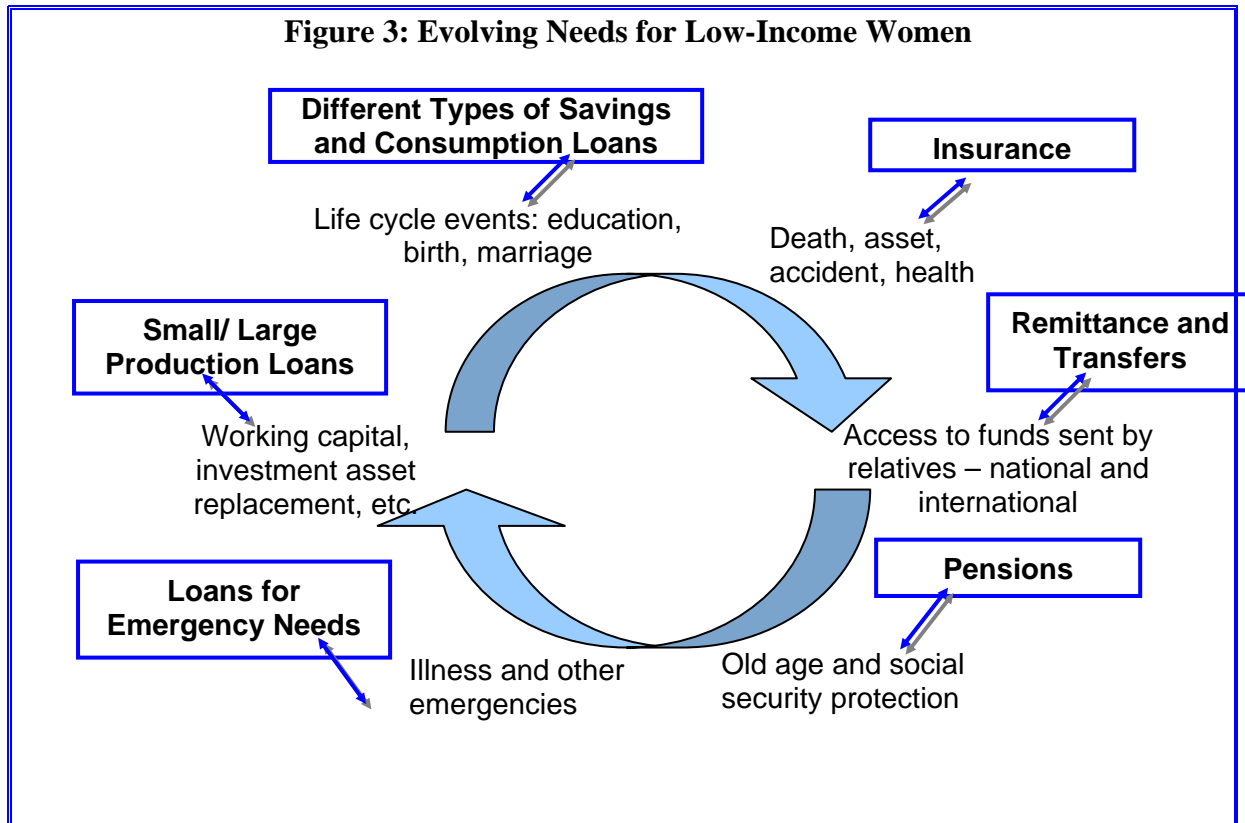 Figure 3: Evolving Needs for Low-Income Women
Different Types of Savings
and Consumption Loans
Life cycle events: education,
birth, marriage
Insurance
Death, asset,
accident, health
Remittance and
Transfers
Access to funds sent by
relatives – national and
international
Pensions
Old age and social
security protection
Loans for
Emergency Needs
Illness and other
emergencies
Small/ Large
Production Loans
Working capital,
investment asset
replacement, etc.